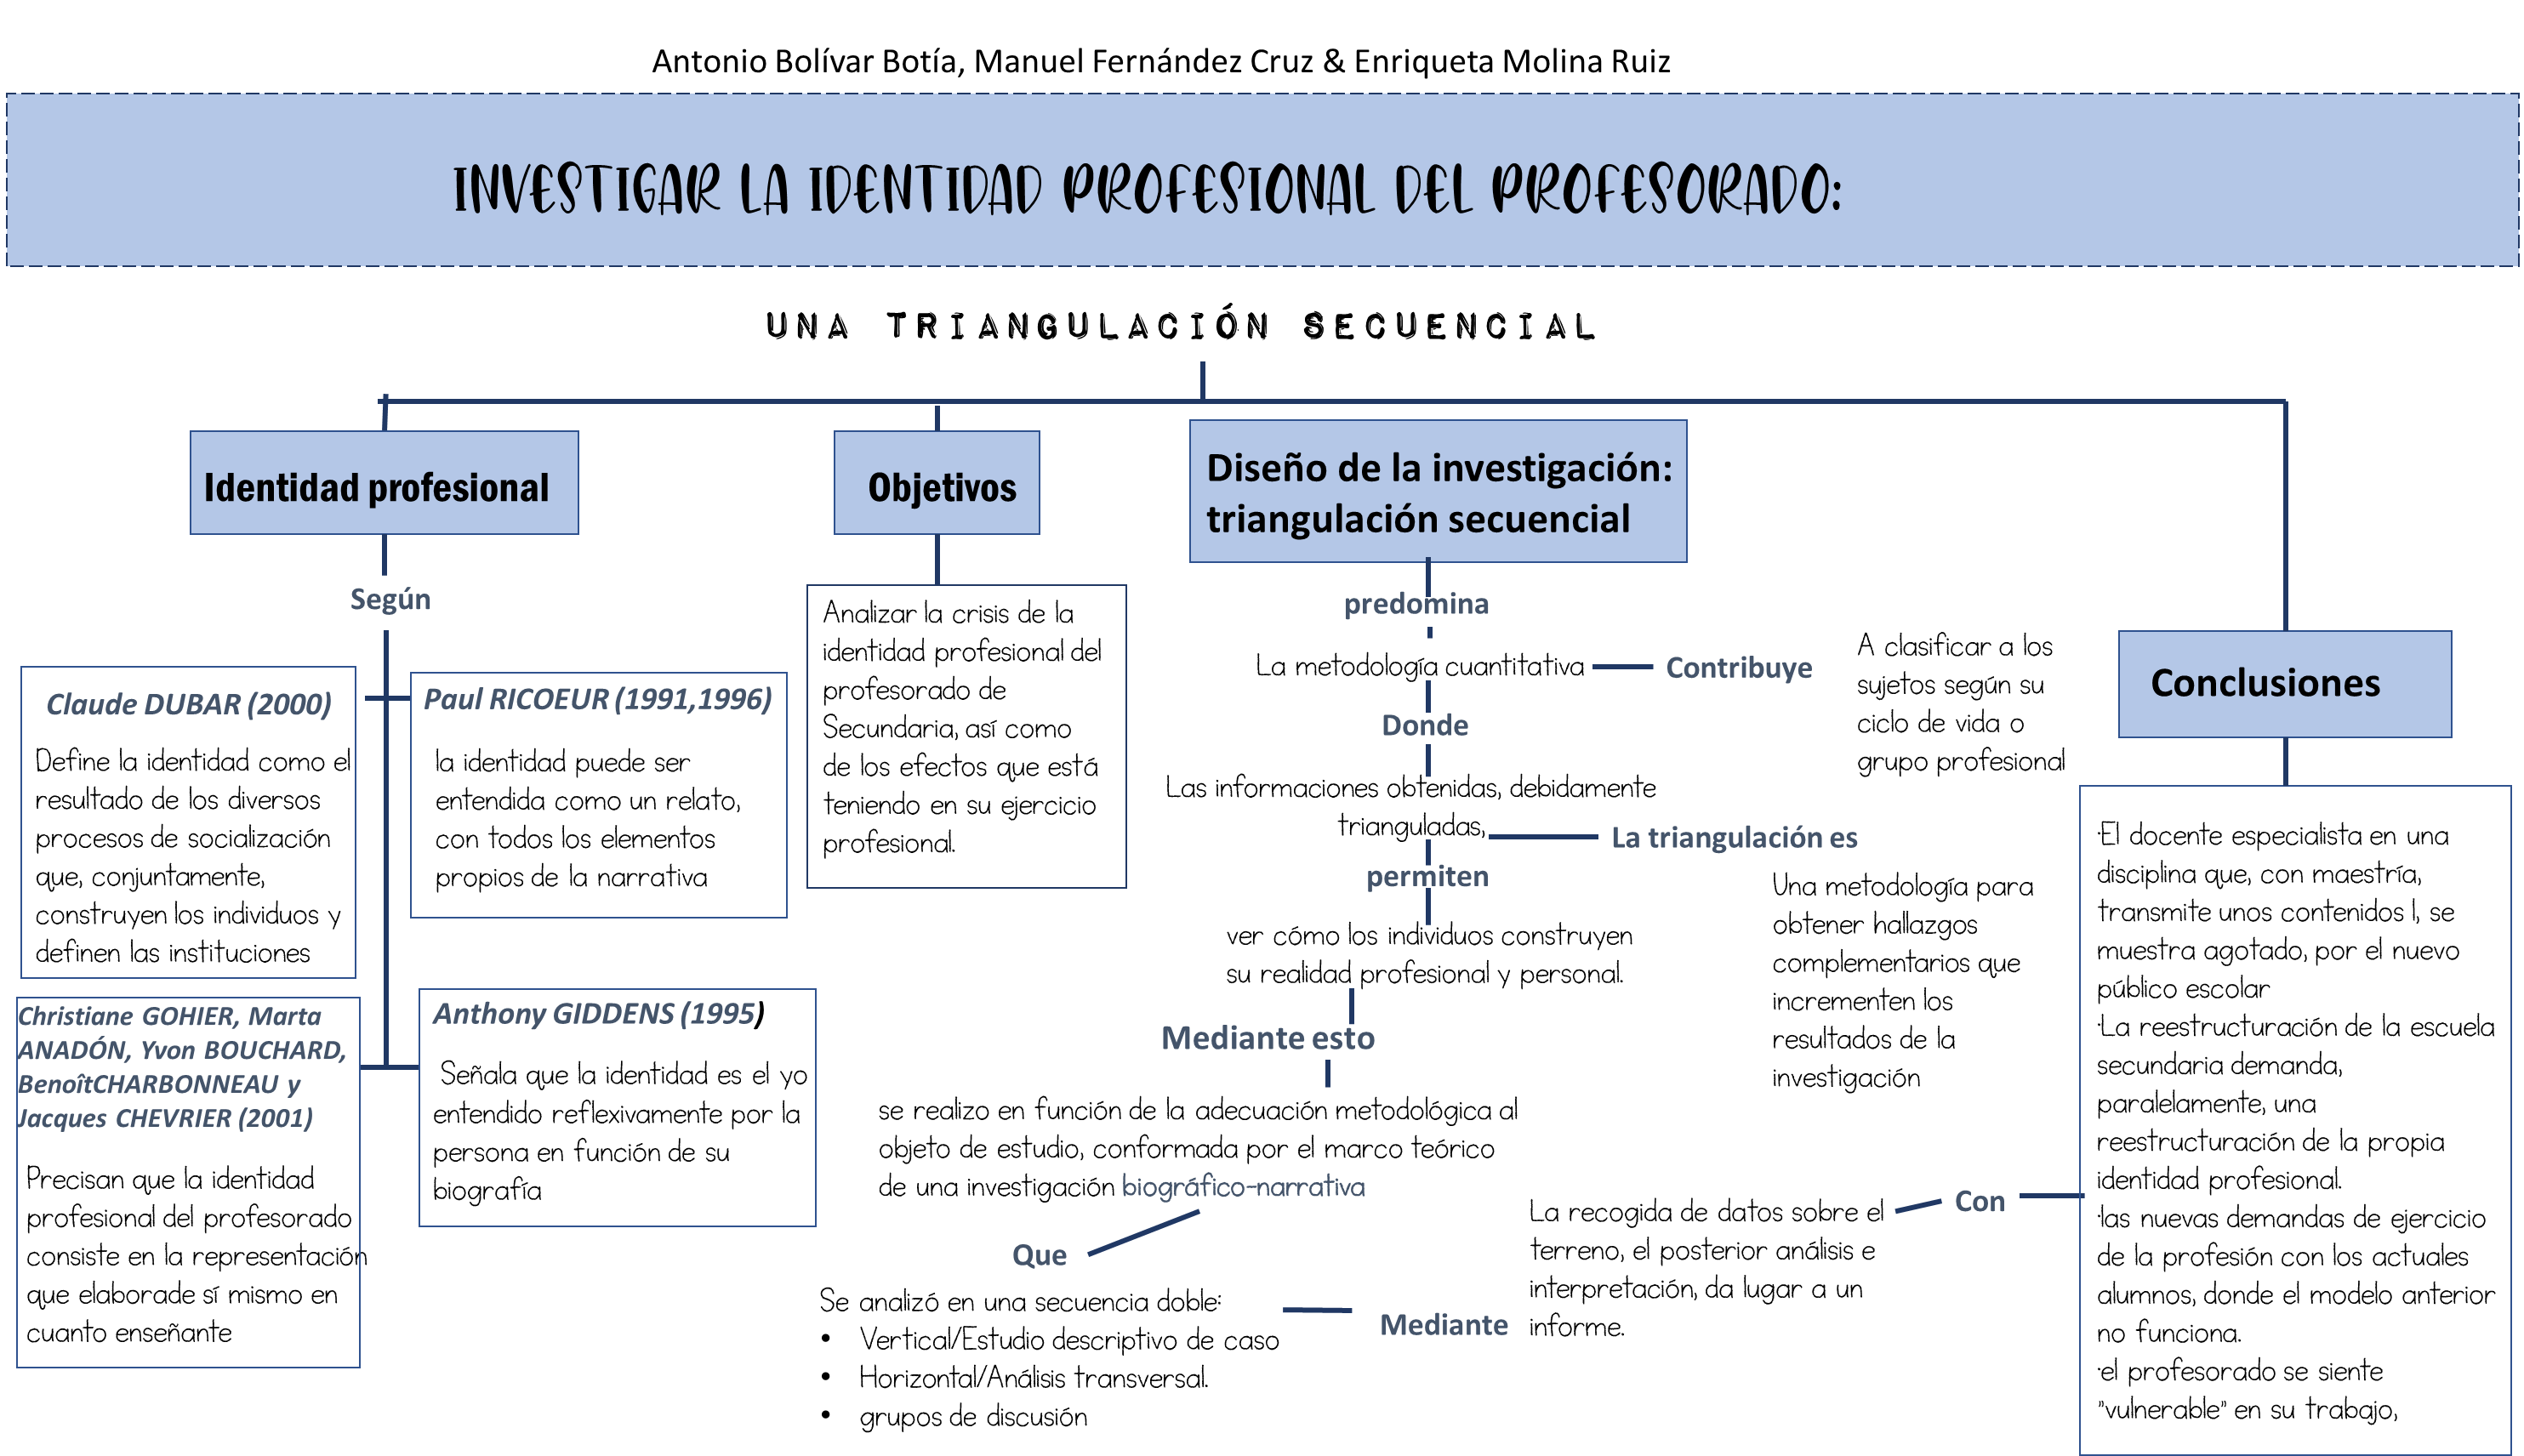 Antonio Bolívar Botía, Manuel Fernández Cruz & Enriqueta Molina Ruiz
INVESTIGAR LA IDENTIDAD PROFESIONAL DEL PROFESORADO:
UNA TRIANGULACIÓN SECUENCIAL
Identidad profesional
Según
Claude DUBAR (2000)
Define la identidad como el
resultado de los diversos
procesos de socialización
que, conjuntamente,
construyen los individuos y
definen las instituciones
Paul RICOEUR (1991,1996)
la identidad puede ser
entendida como un relato,
con todos los elementos
propios de la narrativa
Christiane GOHIER, Marta
ANADÓN, Yvon BOUCHARD,
BenoîtCHARBONNEAU y
Jacques CHEVRIER (2001)
Precisan que la identidad
profesional del profesorado
consiste en la representación
que elaborade sí mismo en
cuanto enseñante
Anthony GIDDENS (1995)
Señala que la identidad es el yo
entendido reflexivamente por la
persona en función de su
biografía
Objetivos
Analizar la crisis de la
identidad profesional del
profesorado de
Secundaria, así como
de los efectos que está
teniendo en su ejercicio
profesional.
Diseño de la investigación:
triangulación secuencial
predomina
La metodología cuantitativa
Contribuye
A clasificar a los
sujetos según su
ciclo de vida o
grupo profesional
Donde
Las informaciones obtenidas, debidamente
trianguladas,
La triangulación es
Una metodología para
obtener hallazgos
complementarios que
incrementen los
resultados de la
investigación
permiten
ver cómo los individuos construyen
su realidad profesional y personal.
Mediante esto
se realizo en función de la adecuación metodológica al
objeto de estudio, conformada por el marco teórico
de una investigación biográfico-narrativa
Que
Se analizó en una secuencia doble:
• Vertical/Estudio descriptivo de caso
• Horizontal/Análisis transversal.
• grupos de discusión
Mediante
La recogida de datos sobre el
terreno, el posterior análisis e
interpretación, da lugar a un
informe.
Con
Conclusiones
·El docente especialista en una
disciplina que, con maestría,
transmite unos contenidos l, se
muestra agotado, por el nuevo
público escolar
·La reestructuración de la escuela
secundaria demanda,
paralelamente, una
reestructuración de la propia
identidad profesional.
·las nuevas demandas de ejercicio
de la profesión con los actuales
alumnos, donde el modelo anterior
no funciona.
·el profesorado se siente
"vulnerable" en su trabajo,